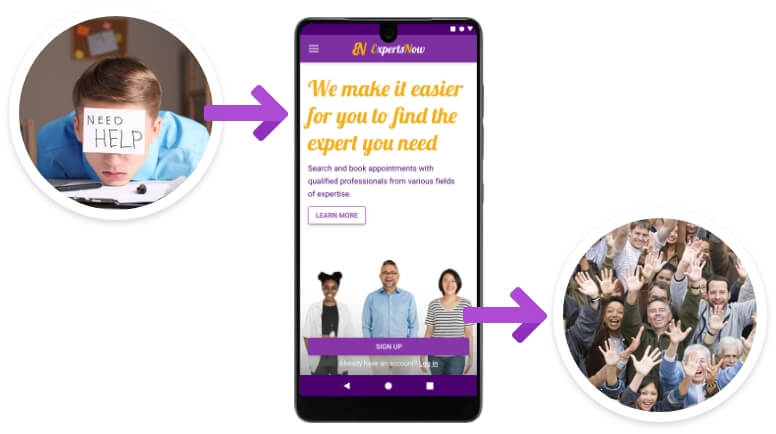 NEED
HELP
EN ExpertsNow
We make it easier
for you to find the
expert you need
Search and book appointments with
qualified professionals from various fields
of expertise.
LEARN MORE
SIGN UP
Already have an account? Log in